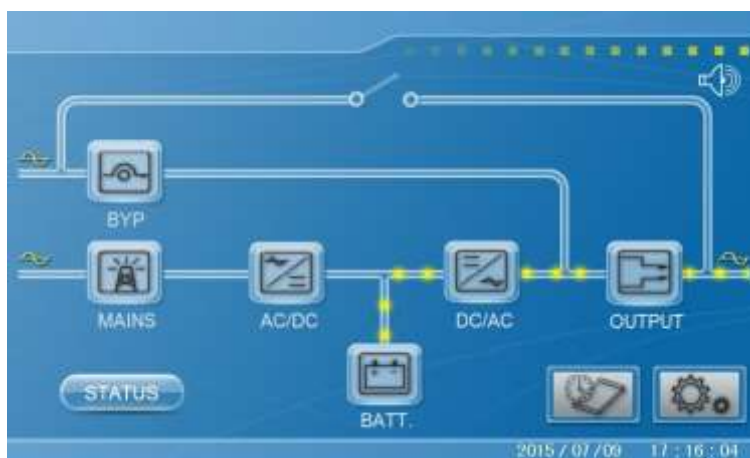 BYP
MAINS AC/DC DC/AC OUTPUT
STATUS
BATT.
2015/07/09 17:16:04